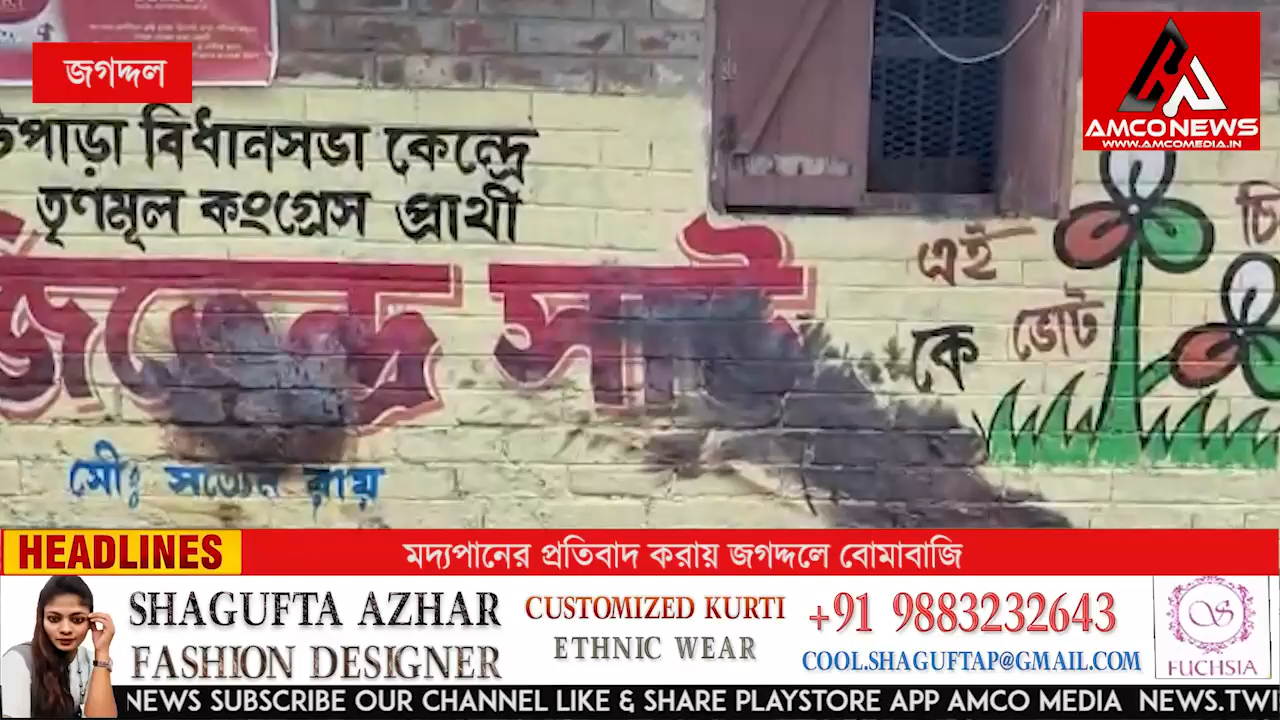 জগদ্দল
AMCO NEWS
WWW.AMCOMEDIA.IN
টপাড়া বিধানসভা কেন্দ্রে
তৃণমূল কংগ্রেস প্রার্থী
এই চি
কে ভোট
সৌঃ সত্যেন রায়
HEADLINES
মদ্যপানের প্রতিবাদ করায় জগদ্দলে বোমাবাজি
SHAGUFTA AZHAR
FASHION DESIGNER
CUSTOMIZED KURTI
ETHNIC WEAR
+91 9883232643
COOL.SHAGUFTAP@GMAIL.COM
FUCHSIA
NEWS SUBSCRIBE OUR CHANNEL LIKE & SHARE PLAYSTORE APP AMCO MEDIA NEWS.TWI